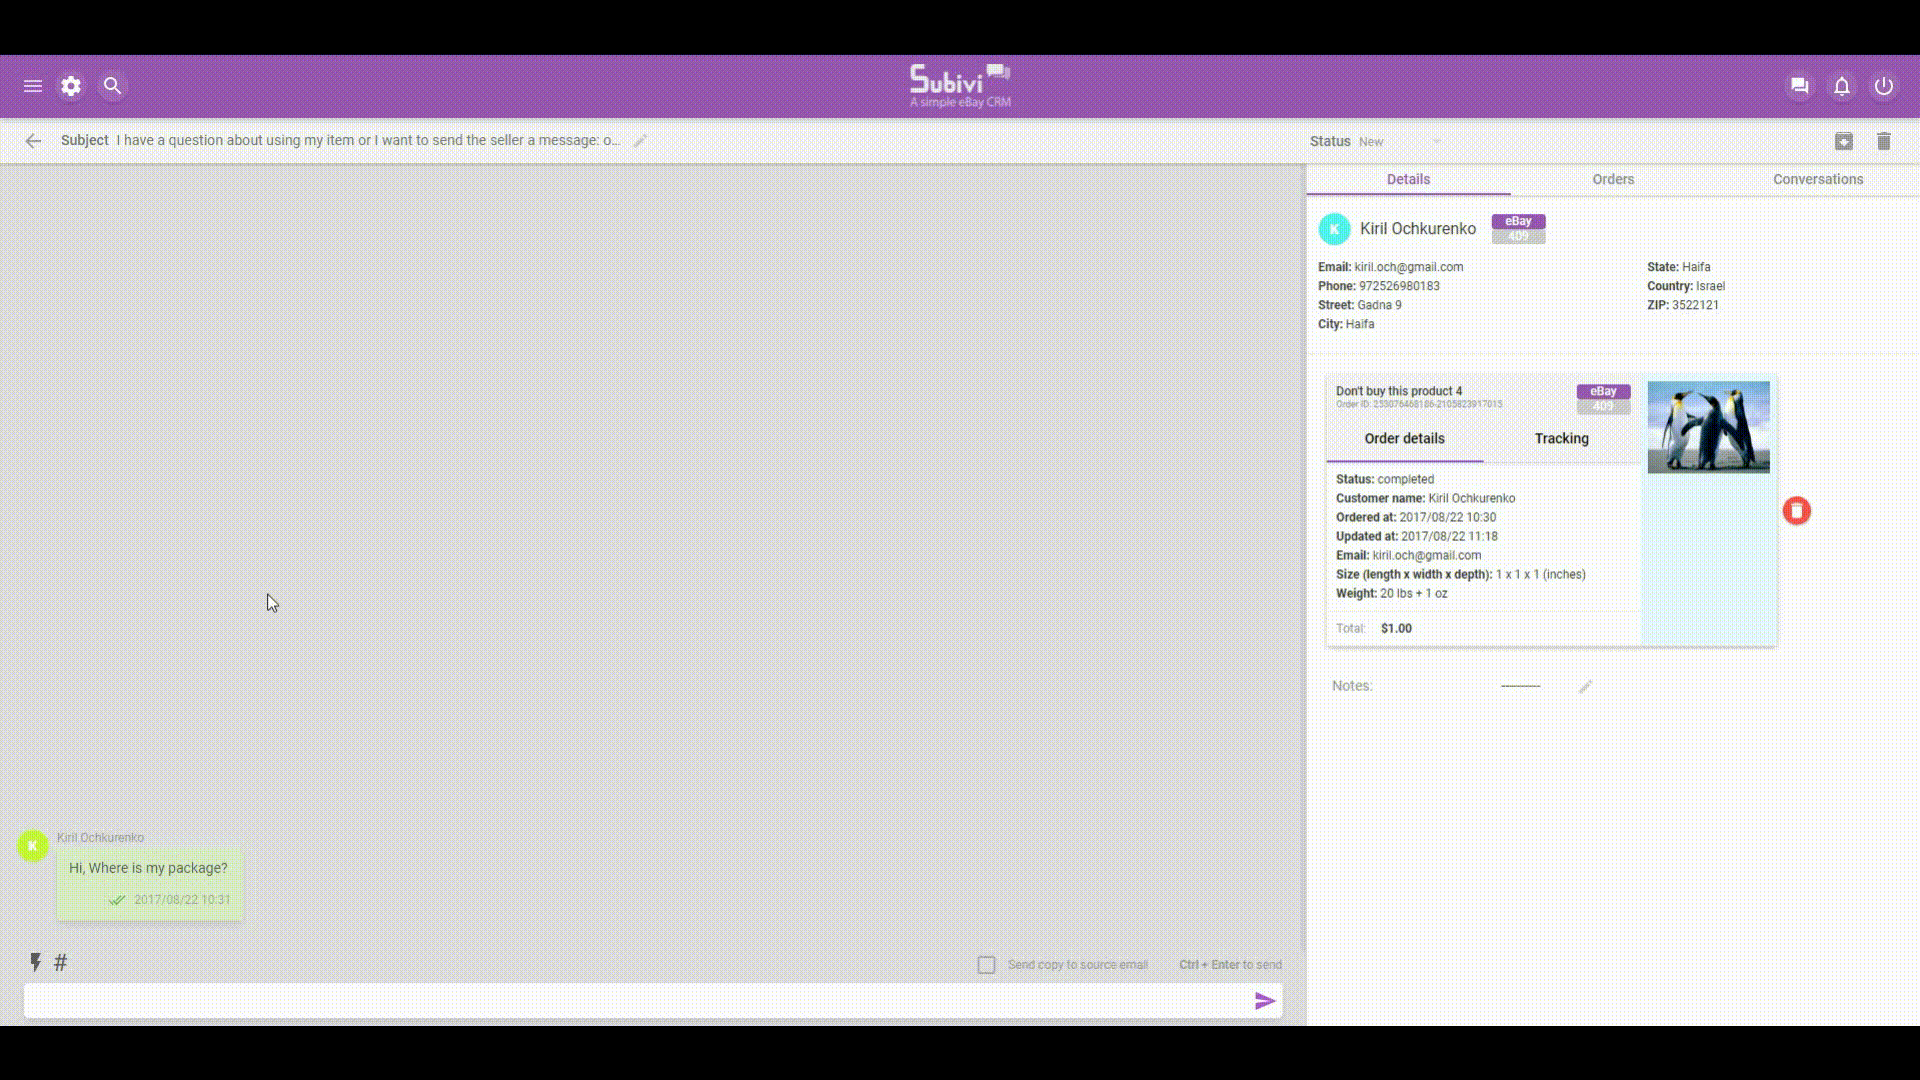 Subivi
A simple eBay CRM
Subject I have a question about using my item or I want to send the seller a message: o...
Status New
Details Orders Conversations
K Kiril Ochkurenko eBay
409
Email: kiril.och@gmail.com
Phone: 972526980183
Street: Gadna 9
City: Haifa
State: Haifa
Country: Israel
ZIP: 3522121
Don't buy this product 4 eBay
Order ID: 253076468186-2105823917015 409
Order details Tracking
Status: completed
Customer name: Kiril Ochkurenko
Ordered at: 2017/08/22 10:30
Updated at: 2017/08/22 11:18
Email: kiril.och@gmail.com
Size (length x width x depth): 1 x 1 x 1 (inches)
Weight: 20 lbs + 1 oz
Total: $1.00
Notes:
K Kiril Ochkurenko
Hi, Where is my package?
2017/08/22 10:31
# Send copy to source email Ctrl + Enter to send